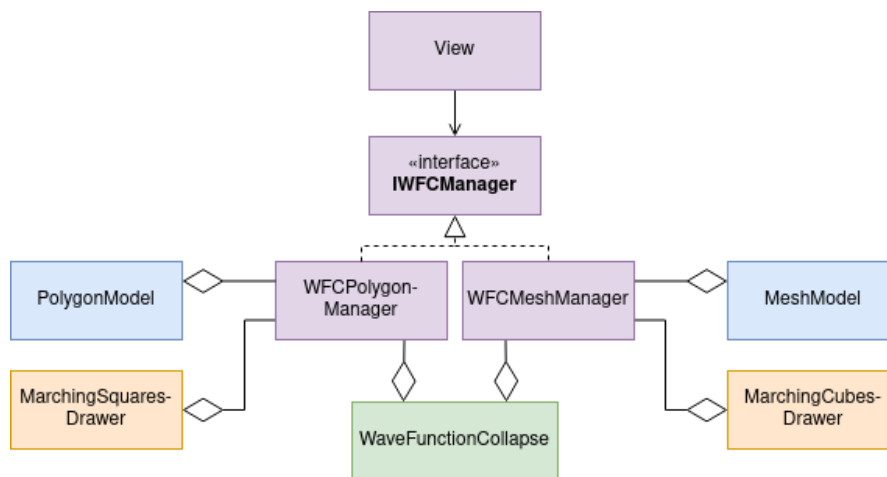 View
«interface»
IWFCManager
PolygonModel
WFCPolygon-
Manager
WFCMeshManager
MeshModel
MarchingSquares-
Drawer
WaveFunctionCollapse
MarchingCubes-
Drawer